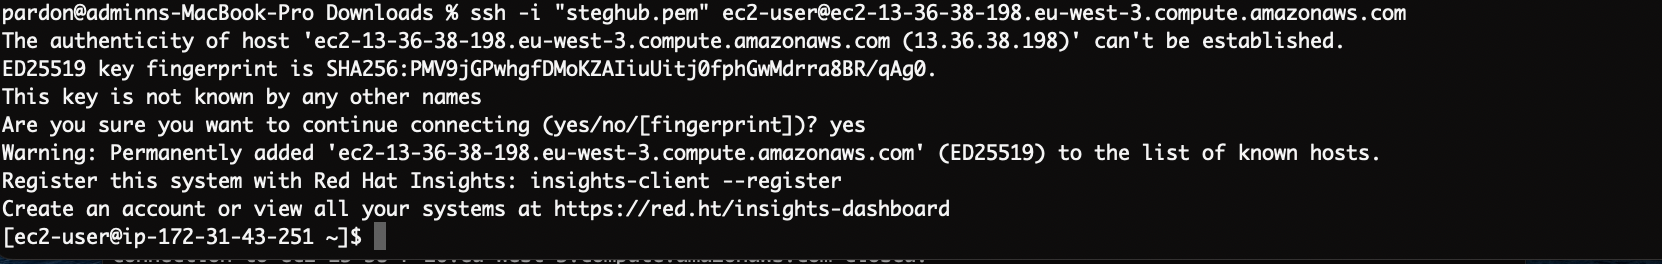 pardon@adminns-MacBook-Pro Downloads % ssh -i "steghub.pem" ec2-user@ec2-13-36-38-198.eu-west-3.compute.amazonaws.com
The authenticity of host 'ec2-13-36-38-198.eu-west-3.compute.amazonaws.com (13.36.38.198)' can't be established.
ED25519 key fingerprint is SHA256:PMV9jGPwhgfDMoKZAIiuUitj0fphGwMdrra8BR/qAg0.
This key is not known by any other names
Are you sure you want to continue connecting (yes/no/[fingerprint])? yes
Warning: Permanently added 'ec2-13-36-38-198.eu-west-3.compute.amazonaws.com' (ED25519) to the list of known hosts.
Register this system with Red Hat Insights: insights-client --register
Create an account or view all your systems at https://red.ht/insights-dashboard
[ec2-user@ip-172-31-43-251 ~]$